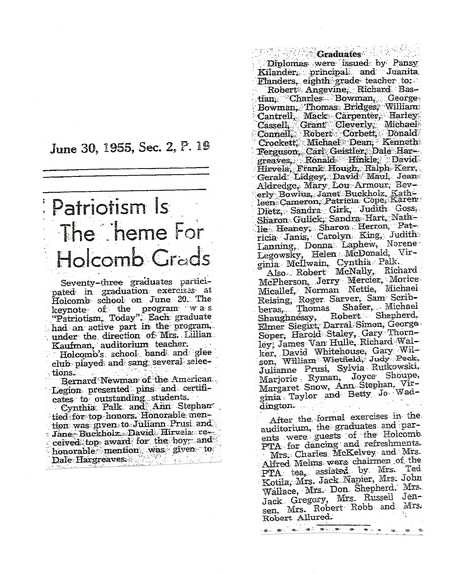 June 30, 1955, Sec. 2, P. 19
Patriotism Is
The Theme For
Holcomb Grads
Seventy-three graduates partici-
pated in graduation exercises at
Holcomb school on June 20. The
keynote of the program was
"Patriotism, Today". Each graduate
had an active part in the program,
under the direction of Mrs. Lillian
Kaufman, auditorium teacher.
Holcomb's school band and glee
club played and sang several selec-
tions.
Bernard Newman of the American
Legion presented pins and certifi-
cates to outstanding students.
Cynthia Palk and Ann Stephan
tied for top honors. Honorable men-
tion was given to Juliann Prusi and
Jane Buckholz. David Hirvela re-
ceived top award for the boys and
honorable mention was given to
Dale Hargreaves.
Graduates
Diplomas were issued by Pansy
Kilander, principal and Juanita
Flanders, eighth grade teacher to:
Robert Angevine, Richard Bas-
tian, Charles Bowman, George
Bowman, Thomas Bridges, William
Cantrell, Mack Carpenter, Harley
Cassell, Grant Cleverly, Michael
Connell, Robert Corbett, Donald
Crockett, Michael Dean, Kenneth
Ferguson, Carl Geistler, Dale Har-
greaves, Ronald Hinkle, David
Hirvela, Frank Hough, Ralph Kerr,
Gerald Lidgey, David Maul, Jean
Aldredge, Mary Lou Armour, Bev-
erly Bowlus, Janet Buckholz, Kath-
leen Cameron, Patricia Cope, Karen
Dietz, Sandra Girk, Judith Goss,
Sharon Gulick, Sandra Hart, Nath-
lie Heaney, Sharon Herron, Pat-
ricia Janis, Carolyn King, Judith
Lanning, Donna Laphew, Norene
Legowsky, Helen McDonald, Vir-
ginia McIlwain, Cynthia Palk.
Also Robert McNally, Richard
McPherson, Jerry Mercier, Morice
Micallef, Norman Nettle, Michael
Reising, Roger Sarver, Sam Scrib-
beras, Thomas Shafer, Michael
Shaughnessy, Robert Shepherd,
Elmer Siegirt, Darral Simon, George
Soper, Harold Staley, Gary Thorn-
ley, James Van Hulle, Richard Wal-
ker, David Whitehouse, Gary Wil-
son, William Wietfield, Judy Peck,
Julianne Prusi, Sylvia Rutkowski,
Marjorie Ryman, Joyce Shoupe,
Margaret Snow, Ann Stephan, Vir-
ginia Taylor and Betty Jo Wad-
dington.
After the formal exercises in the
auditorium, the graduates and par-
ents were guests of the Holcomb
PTA for dancing and refreshments.
Mrs. Charles McKelvey and Mrs.
Alfred Melms were chairmen of the
PTA tea, assisted by Mrs. Ted
Kotila, Mrs. Jack Napier, Mrs. John
Wallace, Mrs. Don Shepherd, Mrs.
Jack Gregory, Mrs. Russell Jen-
sen, Mrs. Robert Robb and Mrs.
Robert Allured.